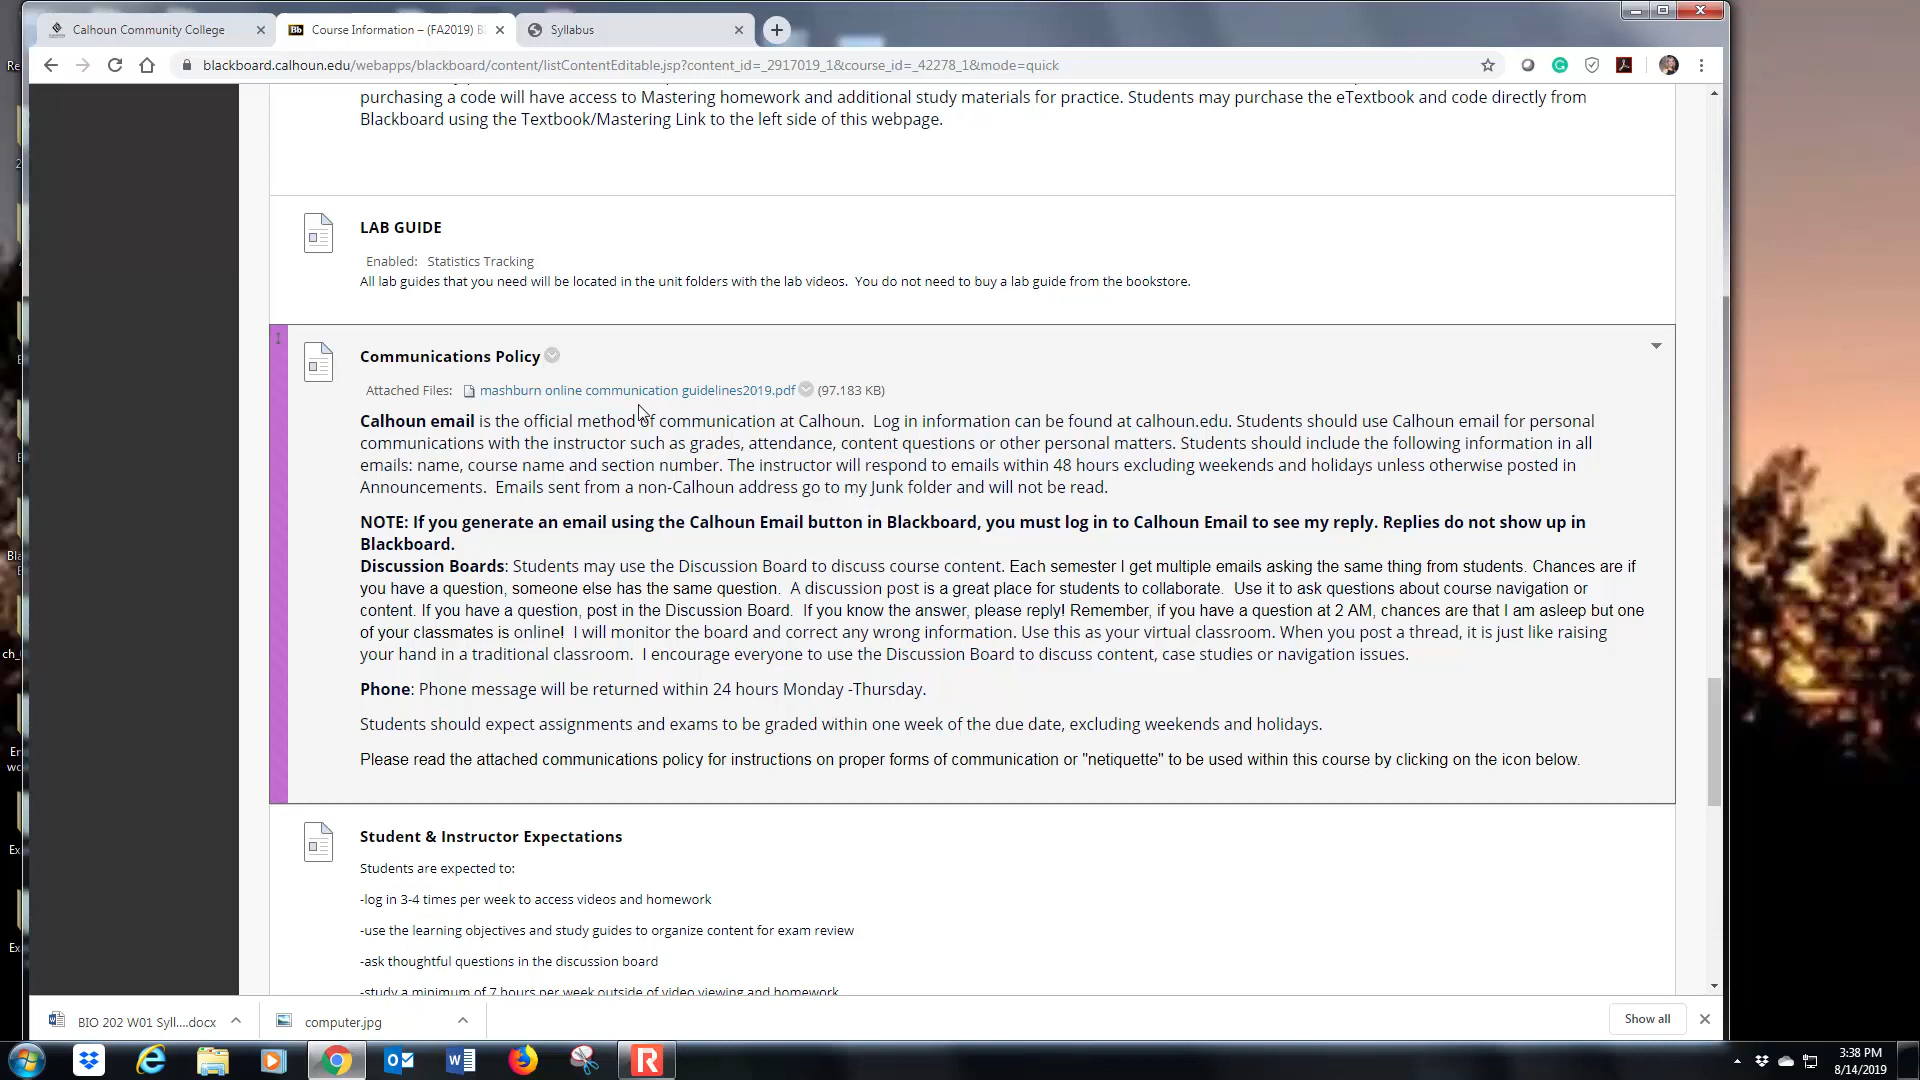 Calhoun Community College
Course Information – (FA2019) B
Syllabus
blackboard.calhoun.edu/webapps/blackboard/content/listContentEditable.jsp?content_id=_2917019_1&course_id=_42278_1&mode=quick
purchasing a code will have access to Mastering homework and additional study materials for practice. Students may purchase the eTextbook and code directly from
Blackboard using the Textbook/Mastering Link to the left side of this webpage.
LAB GUIDE
Enabled: Statistics Tracking
All lab guides that you need will be located in the unit folders with the lab videos. You do not need to buy a lab guide from the bookstore.
Communications Policy
Attached Files: mashburn online communication guidelines2019.pdf (97.183 KB)
Calhoun email is the official method of communication at Calhoun. Log in information can be found at calhoun.edu. Students should use Calhoun email for personal
communications with the instructor such as grades, attendance, content questions or other personal matters. Students should include the following information in all
emails: name, course name and section number. The instructor will respond to emails within 48 hours excluding weekends and holidays unless otherwise posted in
Announcements. Emails sent from a non-Calhoun address go to my Junk folder and will not be read.
NOTE: If you generate an email using the Calhoun Email button in Blackboard, you must log in to Calhoun Email to see my reply. Replies do not show up in
Blackboard.
Discussion Boards: Students may use the Discussion Board to discuss course content. Each semester I get multiple emails asking the same thing from students. Chances are if
you have a question, someone else has the same question. A discussion post is a great place for students to collaborate. Use it to ask questions about course navigation or
content. If you have a question, post in the Discussion Board. If you know the answer, please reply! Remember, if you have a question at 2 AM, chances are that I am asleep but one
of your classmates is online! I will monitor the board and correct any wrong information. Use this as your virtual classroom. When you post a thread, it is just like raising
your hand in a traditional classroom. I encourage everyone to use the Discussion Board to discuss content, case studies or navigation issues.
Phone: Phone message will be returned within 24 hours Monday -Thursday.
Students should expect assignments and exams to be graded within one week of the due date, excluding weekends and holidays.
Please read the attached communications policy for instructions on proper forms of communication or "netiquette" to be used within this course by clicking on the icon below.
Student & Instructor Expectations
Students are expected to:
-log in 3-4 times per week to access videos and homework
-use the learning objectives and study guides to organize content for exam review
-ask thoughtful questions in the discussion board
-study a minimum of 7 hours per week outside of video viewing and homework
BIO 202 W01 Syll....docx
computer.jpg
Show all
3:38 PM
8/14/2019